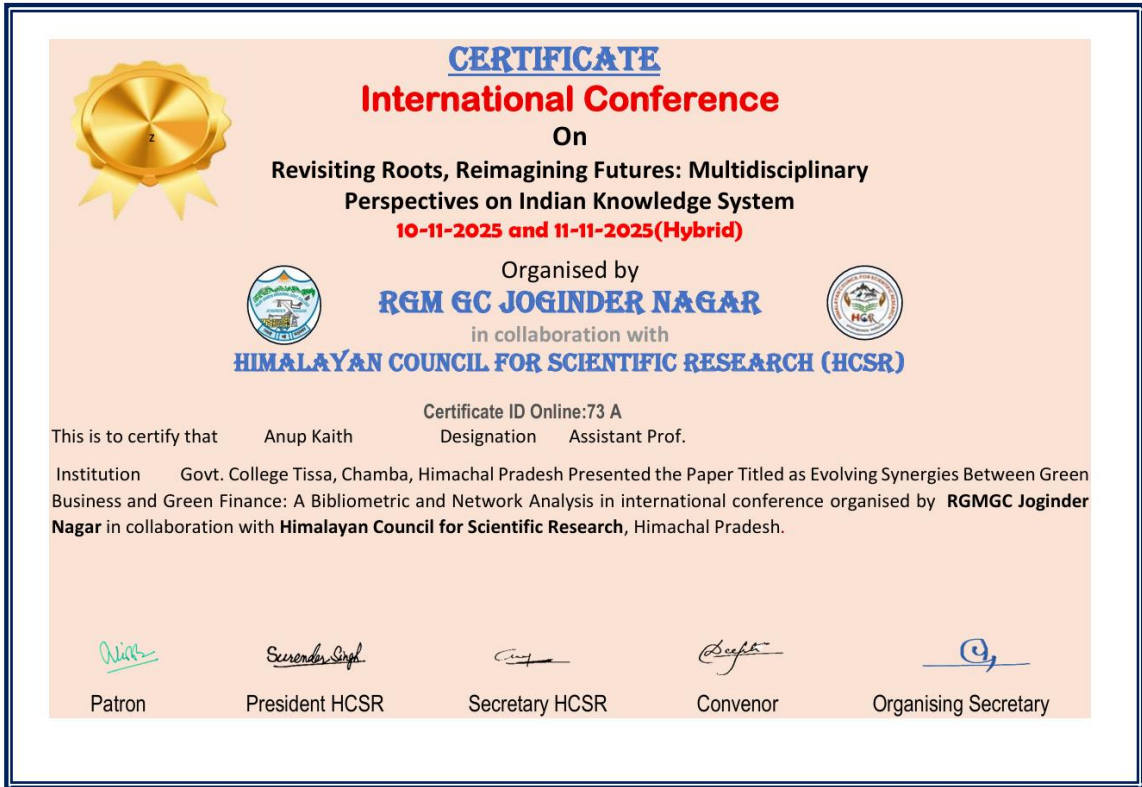 CERTIFICATE
International Conference
On
Revisiting Roots, Reimagining Futures: Multidisciplinary
Perspectives on Indian Knowledge System
10-11-2025 and 11-11-2025(Hybrid)
Z
Organised by
RGM GC JOGINDER NAGAR
in collaboration with
HIMALAYAN COUNCIL FOR SCIENTIFIC RESEARCH (HCSR)
Certificate ID Online:73 A
This is to certify that Anup Kaith Designation Assistant Prof.
Institution Govt. College Tissa, Chamba, Himachal Pradesh Presented the Paper Titled as Evolving Synergies Between Green
Business and Green Finance: A Bibliometric and Network Analysis in international conference organised by RGMGC Joginder
Nagar in collaboration with Himalayan Council for Scientific Research, Himachal Pradesh.
Surender Singh
Deepti
Patron President HCSR Secretary HCSR Convenor Organising Secretary